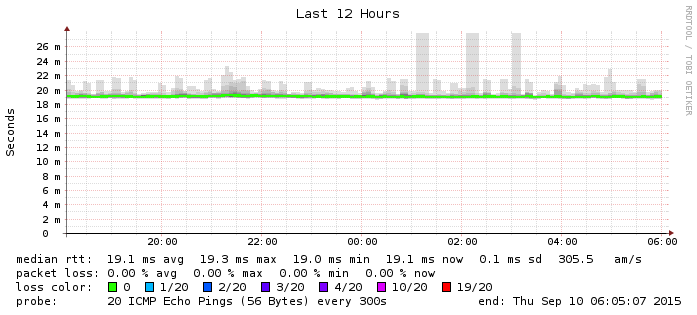 Last 12 Hours
RRDTOOL / TOBI OETIKER
Seconds
26 m
24 m
22 m
20 m
18 m
16 m
14 m
12 m
10 m
8 m
6 m
4 m
2 m
0
20:00 22:00 00:00 02:00 04:00 06:00
median rtt: 19.1 ms avg 19.3 ms max 19.0 ms min 19.1 ms now 0.1 ms sd 305.5 am/s
packet loss: 0.00 % avg 0.00 % max 0.00 % min 0.00 % now
loss color: 0 1/20 2/20 3/20 4/20 10/20 19/20
probe: 20 ICMP Echo Pings (56 Bytes) every 300s end: Thu Sep 10 06:05:07 2015